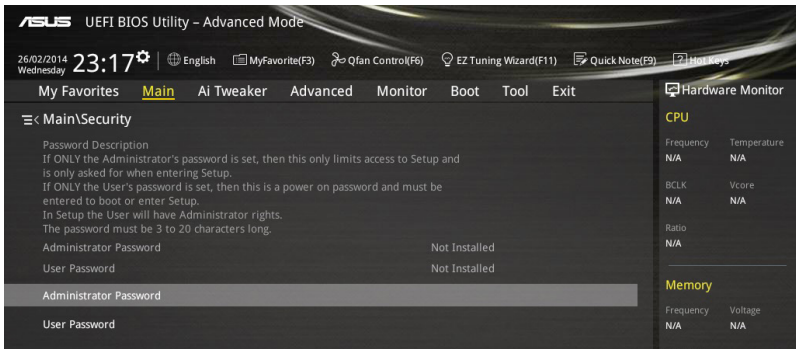 ASUS UEFI BIOS Utility – Advanced Mode
26/02/2014 Wednesday 23:17 English MyFavorite(F3) Qfan Control(F6) EZ Tuning Wizard(F11) Quick Note(F9) ? Hot Keys
My Favorites Main Ai Tweaker Advanced Monitor Boot Tool Exit
Main\Security
Password Description
If ONLY the Administrator's password is set, then this only limits access to Setup and
is only asked for when entering Setup.
If ONLY the User's password is set, then this is a power on password and must be
entered to boot or enter Setup.
In Setup the User will have Administrator rights.
The password must be 3 to 20 characters long.
Administrator Password Not Installed
User Password Not Installed
Administrator Password
User Password
Hardware Monitor
CPU
Frequency Temperature
N/A N/A
BCLK Vcore
N/A N/A
Ratio
N/A
Memory
Frequency Voltage
N/A N/A